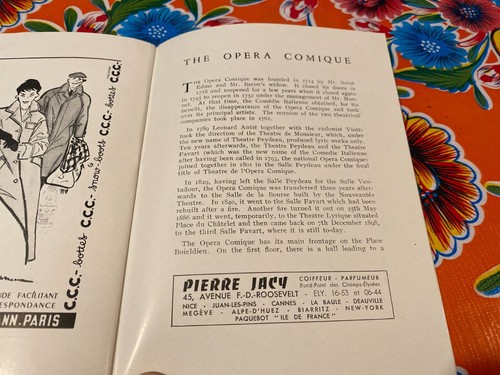 C.C.C.- bottes C.C.C.- snow's boots C.C.C.- bottes C.C.C.-
DE FACILITANT
RESPONDANCE
NN.PARIS
THE OPERA COMIQUE
THE Opera Comique was founded in 1714 by Mr. Saint
Edme and Mr. Baron's widow. It closed its doors in
1718 and reopened for a few years when it closed again
in 1745 to reopen in 1752 under the management of Mr. Mon-
net. At that time, the Comédie Italienne obtained, for its
benefit, the disappearance of the Opera Comique and took
over its principal artists. The reunion of the two theatrical
companies took place in 1762.
In 1789 Leonard Antié together with the violonist Viotti
took the direction of the Theatre de Monsieur, which, under
the new name of Theatre Feydeau, produced lyric works only.
Ten years afterwards, the Theatre Feydeau and the Theatre
Favart (which was the new name of the Comédie Italienne
after having been called in 1793, the national Opera Comique)
joined together in 1801 in the Salle Feydeau under the final
title of Theatre de l'Opera Comique.
In 1829, having left the Salle Feydeau for the Salle Ven-
tadour, the Opera Comique was transferred three years after-
wards to the Salle de la Bourse built for the Nouveautés
Theatre. In 1840, it went to the Salle Favart which had been
rebuilt after a fire. Another fire turned it out on 25th May
1886 and it went, temporarily, to the Theatre Lyrique situated
Place du Châtelet and then came back on 7th December 1898,
to the third Salle Favart, where it is still to-day.
The Opera Comique has its main frontage on the Place
Boieldieu. On the first floor, there is a hall leading to a
PIERRE JACY COIFFEUR - PARFUMEUR
Rond-Point des Champs-Élysées
45, AVENUE F.-D.-ROOSEVELT - ELY. 16-53 et 06-44
NICE - JUAN-LES-PINS - CANNES - LA BAULE - DEAUVILLE
MEGÈVE - ALPE-D'HUEZ - BIARRITZ - NEW-YORK
PAQUEBOT "ILE DE FRANCE"